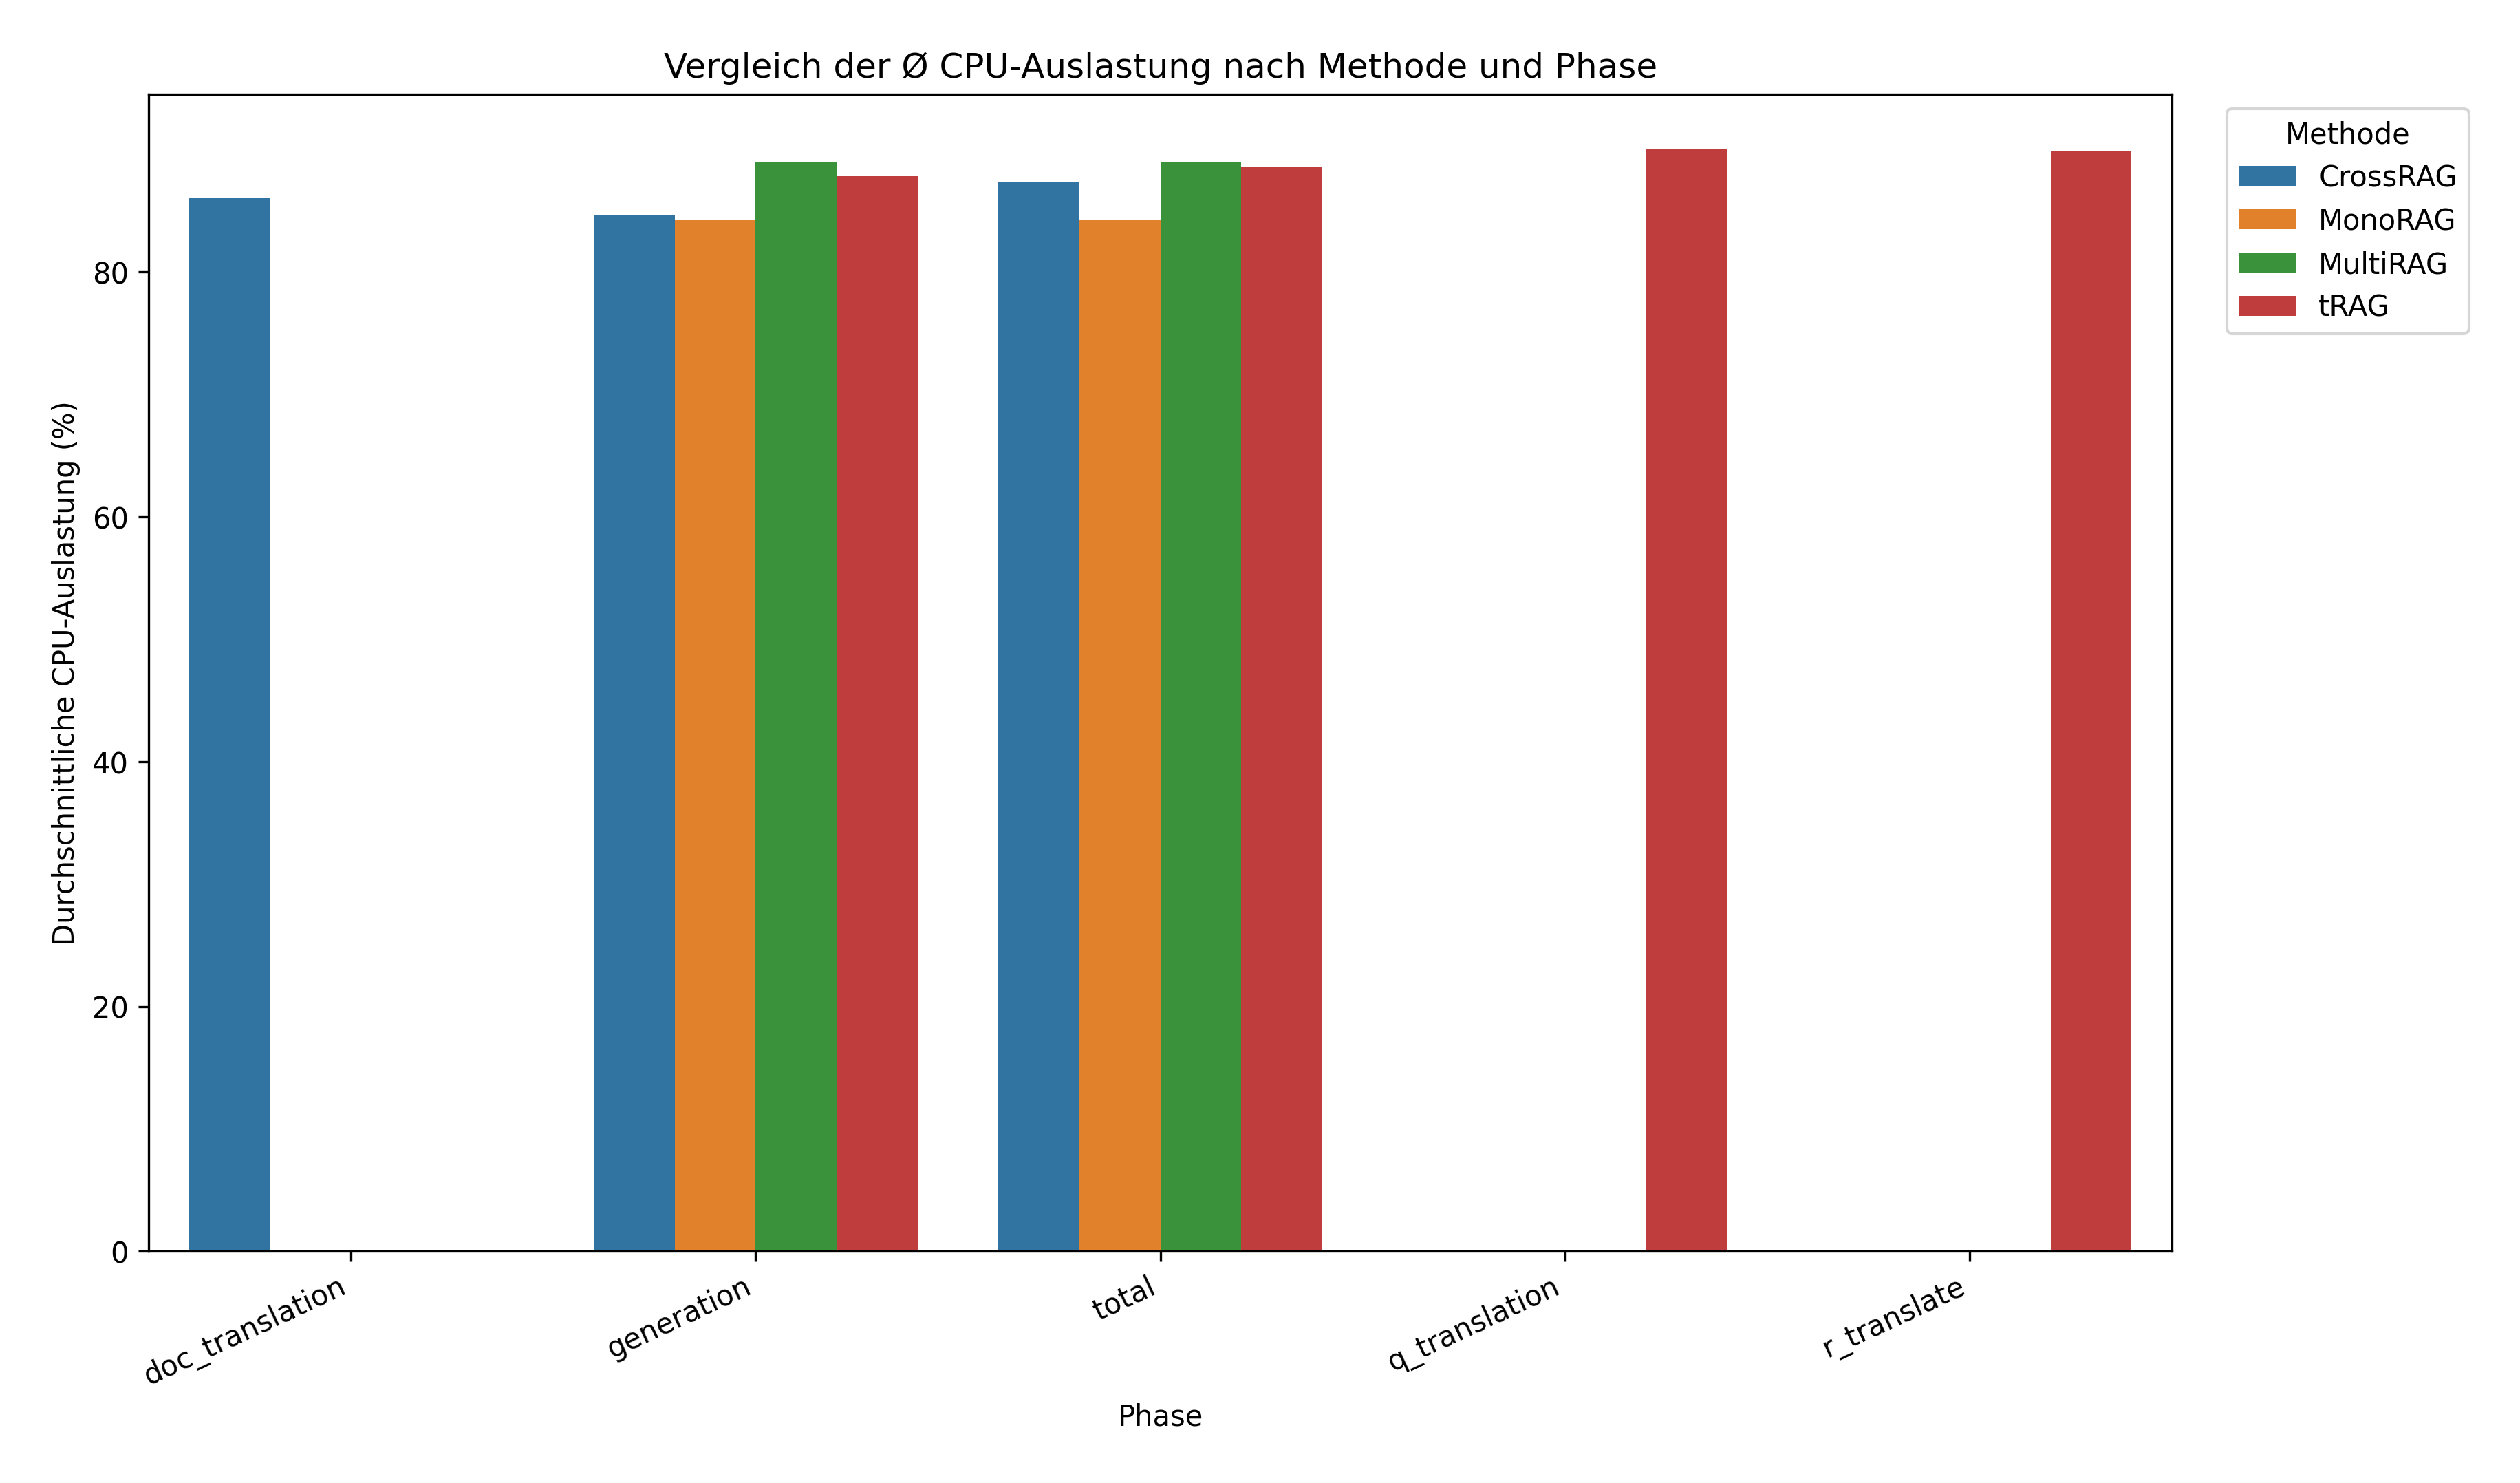 Vergleich der Ø CPU-Auslastung nach Methode und Phase
Durchschnittliche CPU-Auslastung (%)
80
60
40
20
0
doc_translation
generation
total
q_translation
r_translate
Phase
Methode
CrossRAG
MonoRAG
MultiRAG
tRAG